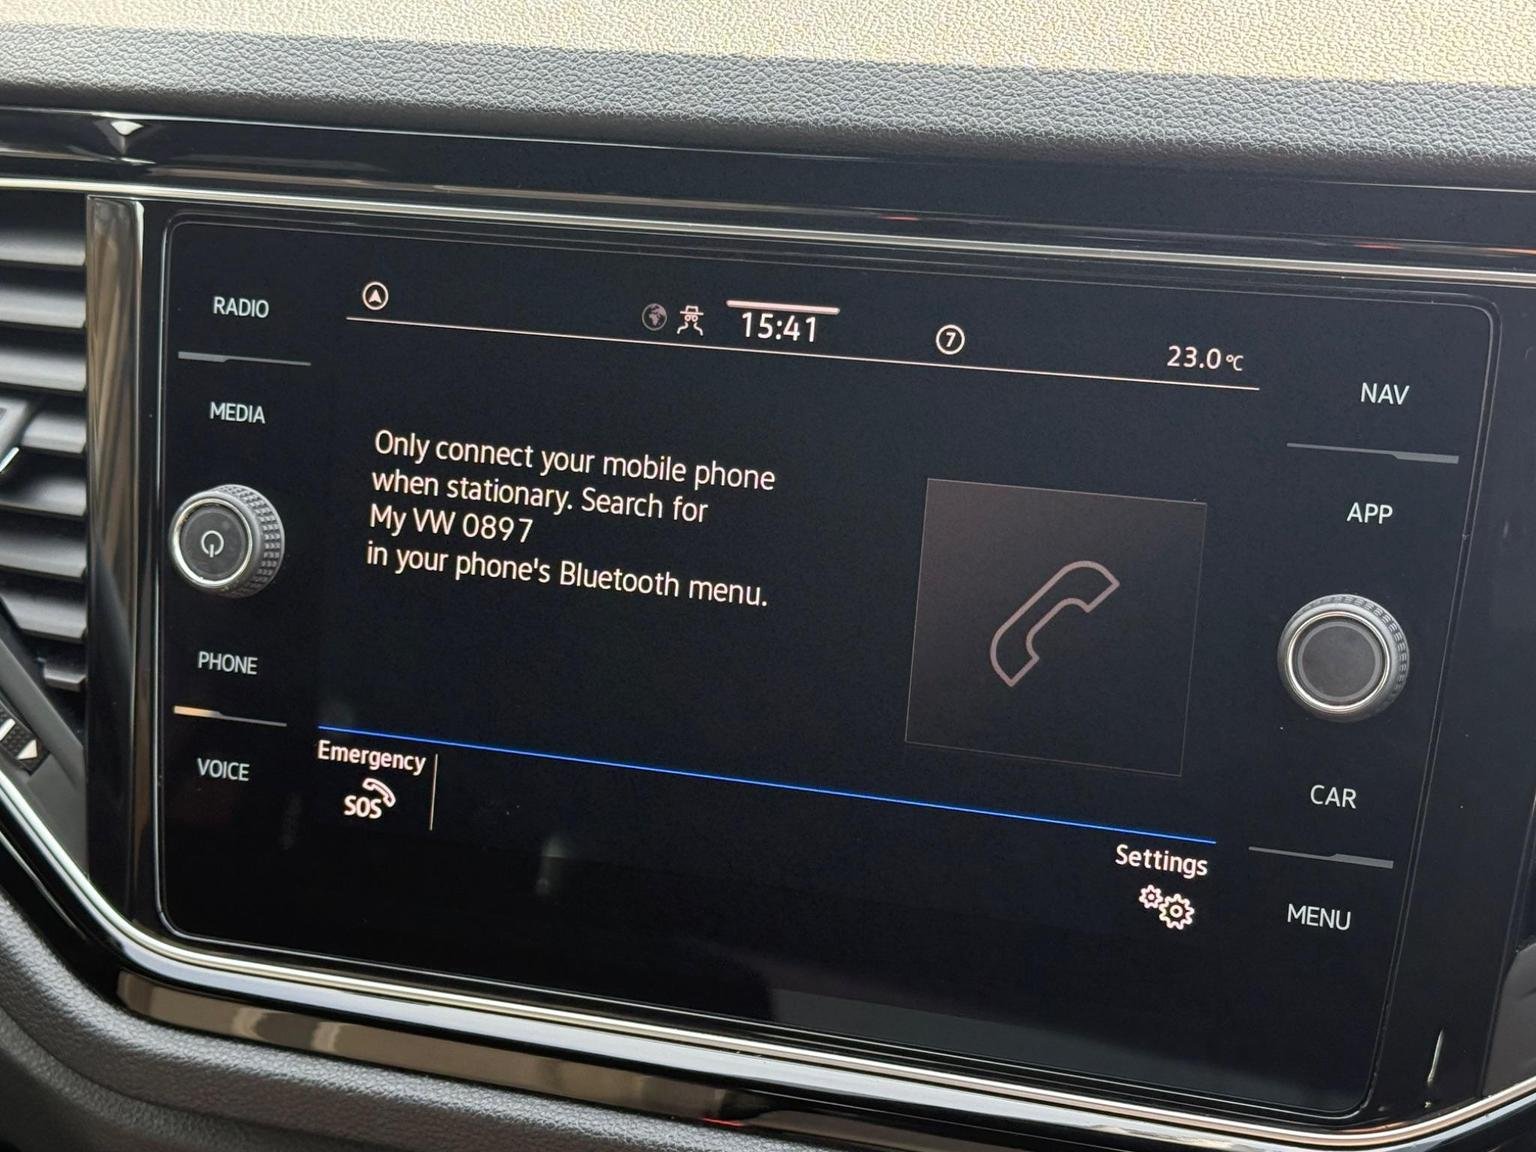 RADIO
MEDIA
PHONE
VOICE
15:41
7
23.0°C
Only connect your mobile phone
when stationary. Search for
My VW 0897
in your phone's Bluetooth menu.
Emergency
SOS
Settings
NAV
APP
CAR
MENU